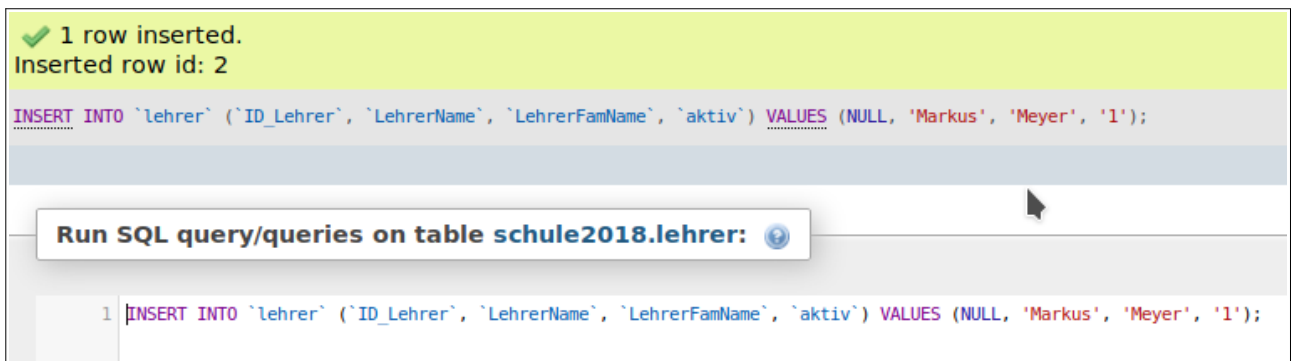 1 row inserted.
Inserted row id: 2
INSERT INTO `lehrer` (`ID_Lehrer`, `LehrerName`, `LehrerFamName`, `aktiv`) VALUES (NULL, 'Markus', 'Meyer', '1');
Run SQL query/queries on table schule2018.lehrer:
1 INSERT INTO `lehrer` (`ID_Lehrer`, `LehrerName`, `LehrerFamName`, `aktiv`) VALUES (NULL, 'Markus', 'Meyer', '1');